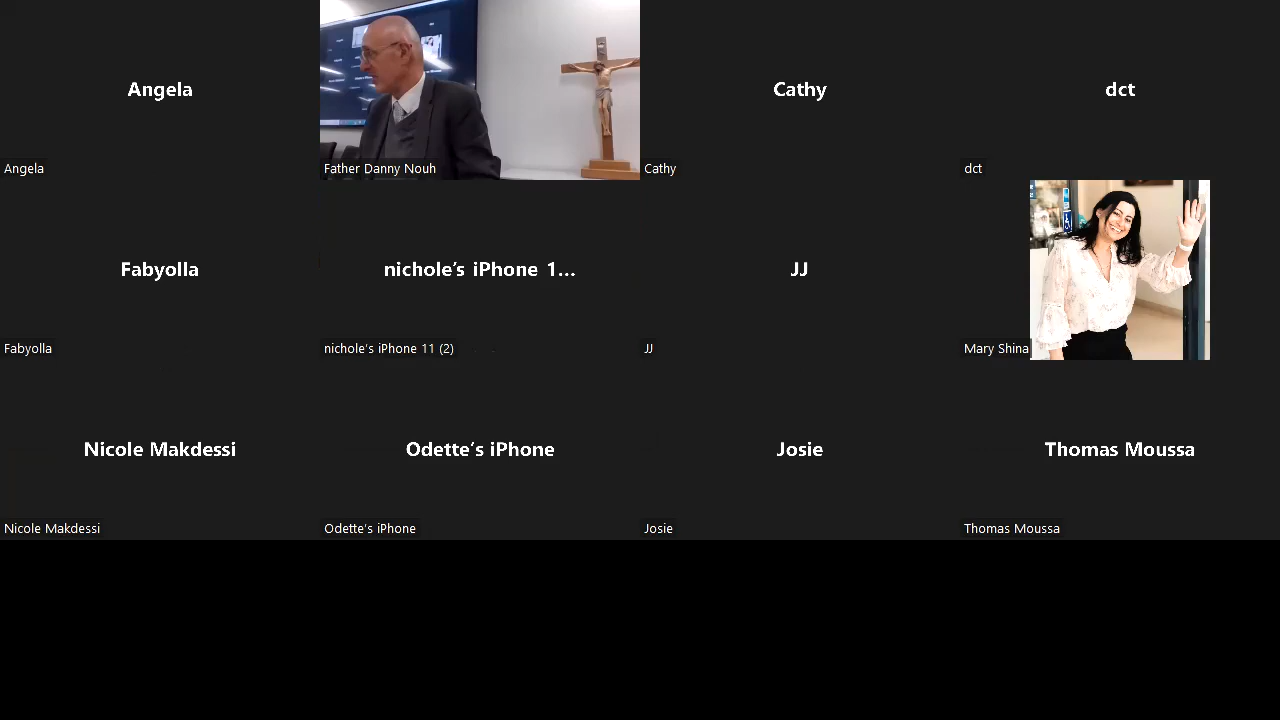 Angela
Angela
Father Danny Nouh
Cathy
Cathy
dct
dct
Fabyolla
Fabyolla
nichole's iPhone 1...
nichole's iPhone 11 (2)
JJ
JJ
Mary Shina
Nicole Makdessi
Nicole Makdessi
Odette's iPhone
Odette's iPhone
Josie
Josie
Thomas Moussa
Thomas Moussa